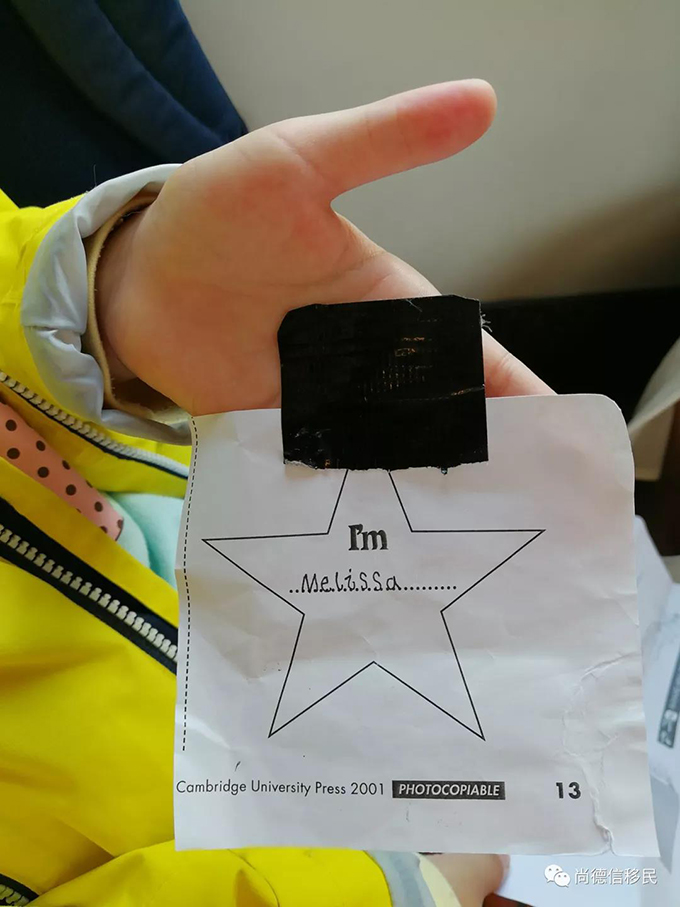 I'm
..Melissa.........
Cambridge University Press 2001 PHOTOCOPIABLE 13
尚德信移民